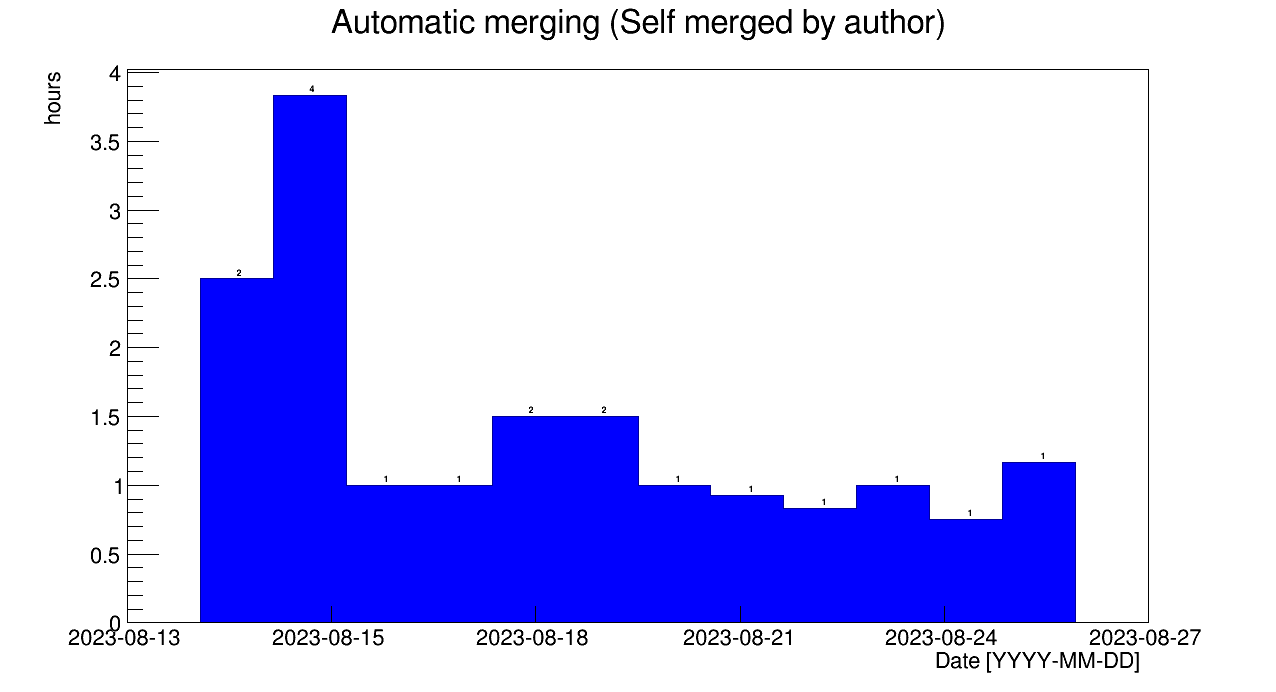 Automatic merging (Self merged by author)
hours
4
3.5
3
2.5
2
1.5
1
0.5
0
2 4 1 1 2 2 1 1 1 1 1 1
2023-08-13 2023-08-15 2023-08-18 2023-08-21 2023-08-24 2023-08-27
Date [YYYY-MM-DD]